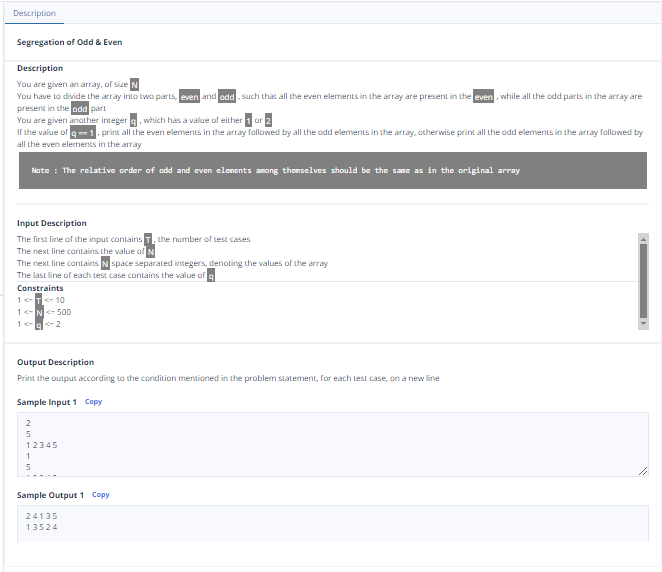 Description
Segregation of Odd & Even
Description
You are given an array, of size N
You have to divide the array into two parts, even and odd , such that all the even elements in the array are present in the even , while all the odd parts in the array are
present in the odd part
You are given another integer q , which has a value of either 1 or 2
If the value of q == 1 , print all the even elements in the array followed by all the odd elements in the array, otherwise print all the odd elements in the array followed by
all the even elements in the array
Note : The relative order of odd and even elements among themselves should be the same as in the original array
Input Description
The first line of the input contains T , the number of test cases
The next line contains the value of N
The next line contains N space separated integers, denoting the values of the array
The last line of each test case contains the value of q
Constraints
1 <= T <= 10
1 <= N <= 500
1 <= q <= 2
Output Description
Print the output according to the condition mentioned in the problem statement, for each test case, on a new line
Sample Input 1 Copy
2
5
1 2 3 4 5
1
5
Sample Output 1 Copy
2 4 1 3 5
1 3 5 2 4